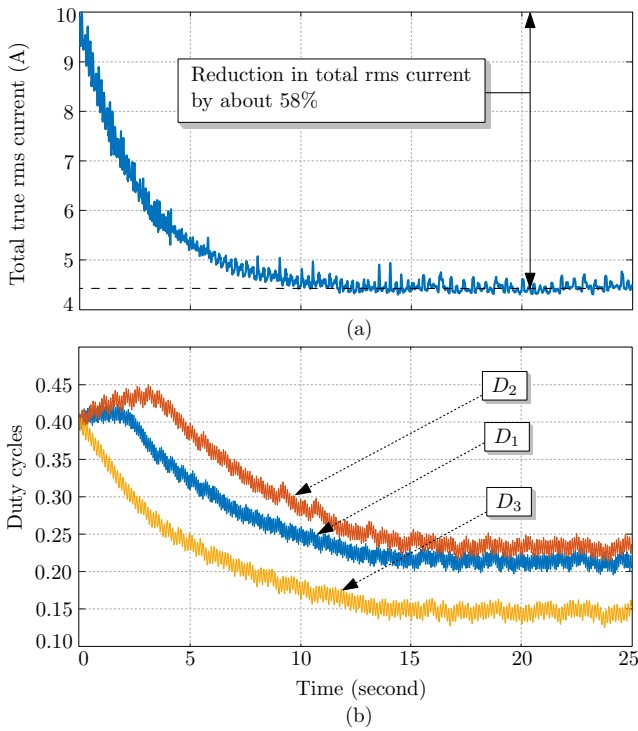 10
9
8
7
6
5
4
Total true rms current (A)
Reduction in total rms current
by about 58%
(a)
0.45
0.40
0.35
0.30
0.25
0.20
0.15
0.10
Duty cycles
D2
D1
D3
0 5 10 15 20 25
Time (second)
(b)